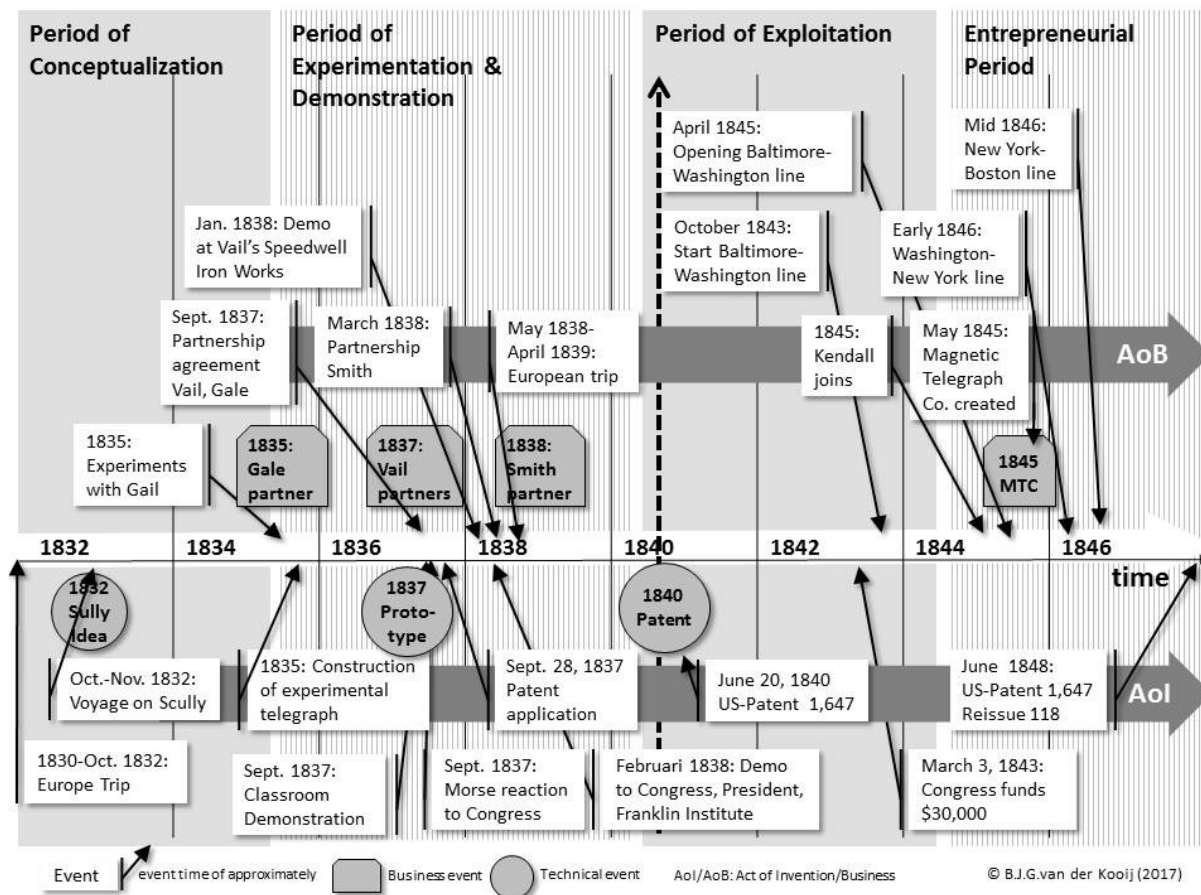 Period of
Conceptualization
Period of
Experimentation &
Demonstration
Period of Exploitation
Entrepreneurial
Period
April 1845:
Opening Baltimore-
Washington line
Mid 1846:
New York-
Boston line
Jan. 1838: Demo
at Vail's Speedwell
Iron Works
October 1843:
Start Baltimore-
Washington line
Early 1846:
Washington-
New York line
Sept. 1837:
Partnership
agreement
Vail, Gale
March 1838:
Partnership
Smith
May 1838-
April 1839:
European trip
1845:
Kendall
joins
May 1845:
Magnetic
Telegraph
Co. created
AoB
1835:
Experiments
with Gail
1835:
Gale
partner
1837:
Vail
partners
1838:
Smith
partner
1845
MTC
1832
1834
1836
1838
1840
1842
1844
1846
time
1832
Sully
Idea
1837
Proto-
type
1840
Patent
Oct.-Nov. 1832:
Voyage on Scully
1835: Construction
of experimental
telegraph
Sept. 28, 1837
Patent
application
June 20, 1840
US-Patent 1,647
June 1848:
US-Patent 1,647
Reissue 118
AoI
1830-Oct. 1832:
Europe Trip
Sept. 1837:
Classroom
Demonstration
Sept. 1837:
Morse reaction
to Congress
Februari 1838: Demo
to Congress, President,
Franklin Institute
March 3, 1843:
Congress funds
$30,000
Event
event time of approximately
Business event
Technical event
AoI/AoB: Act of Invention/Business
© B.J.G.van der Kooij (2017)